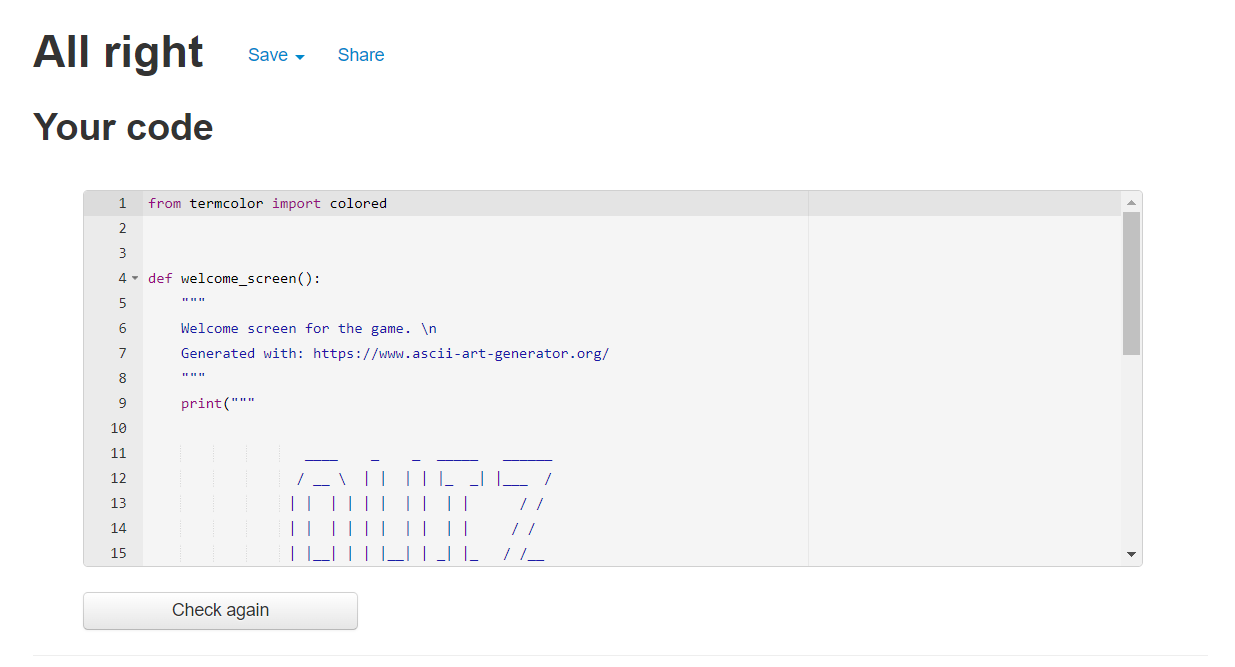 All right Save Share
Your code
1 from termcolor import colored
2
3
4 def welcome_screen():
5     """
6     Welcome screen for the game. \n
7     Generated with: https://www.ascii-art-generator.org/
8     """
9     print("""
10
11                    ____    _    _  _____   ______
12                   / __ \  | |  | | |_  _| |___  /
13                  | |  | | | |  | |  | |      / /
14                  | |  | | | |  | |  | |     / /
15                  | |__| | | |__| | _| |_   / /__
Check again